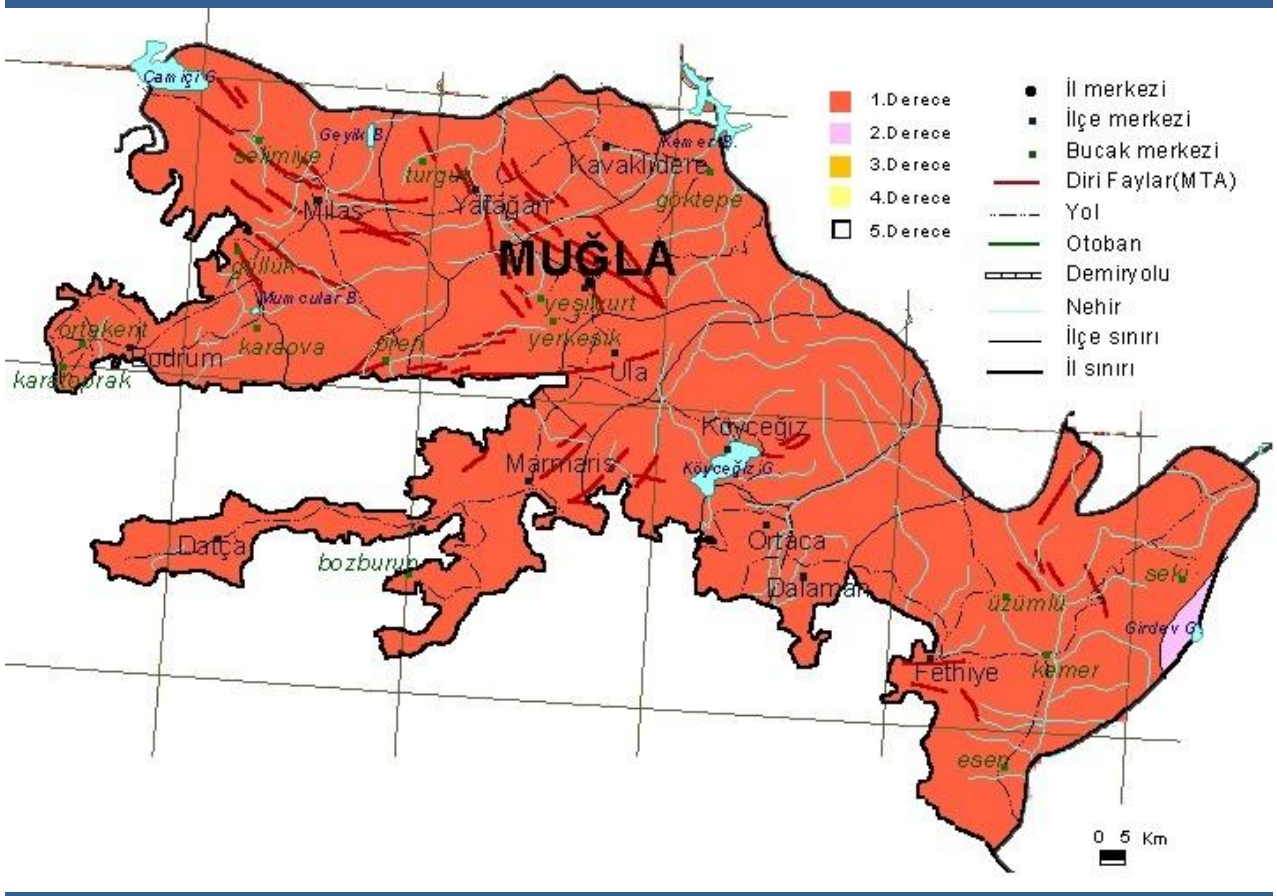 Çamiçi G.
Geyik B.
Kemer B.
selimiye
turgut
Kavaklıdere
göktepe
Milas
Yatağan
MUĞLA
güllük
Mumcular B.
yeşilyurt
ortakent
karaova
ören
yerkesik
Bodrum
karatoprak
Ula
Köyceğiz
Marmaris
Köyceğiz G.
Datça
bozburun
Ortaca
Dalaman
üzümlü
seki
Girdev G.
Fethiye
kemer
esen
1.Derece
2.Derece
3.Derece
4.Derece
5.Derece
İl merkezi
İlçe merkezi
Bucak merkezi
Diri Faylar(MTA)
Yol
Otoban
Demiryolu
Nehir
İlçe sınırı
İl sınırı
0 5 Km